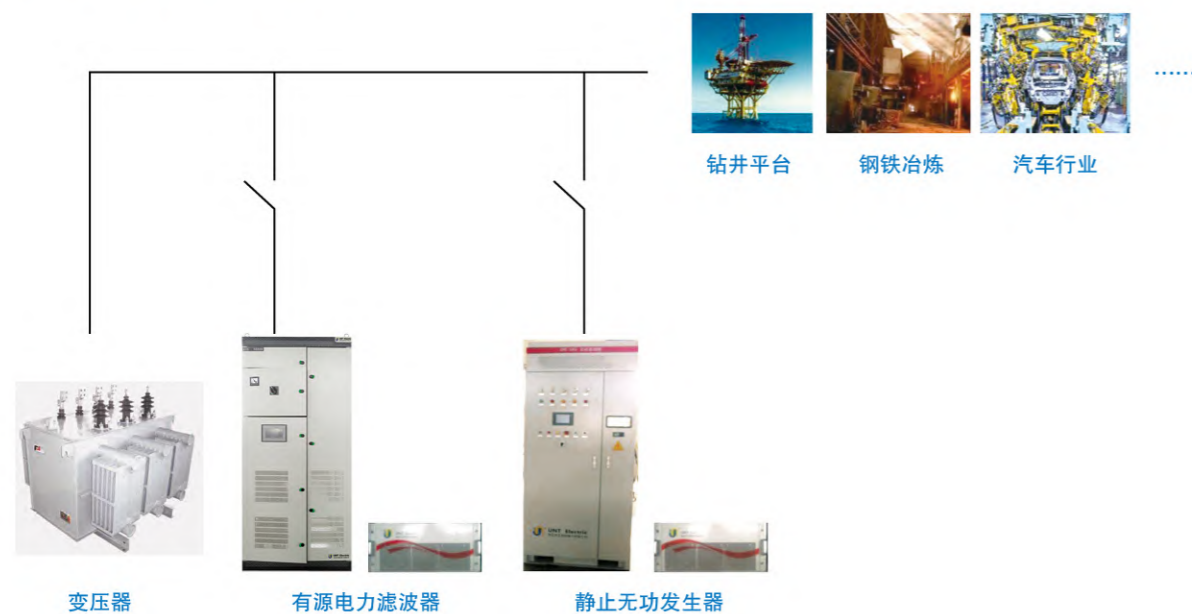 钻井平台
钢铁冶炼
汽车行业
变压器
有源电力滤波器
静止无功发生器